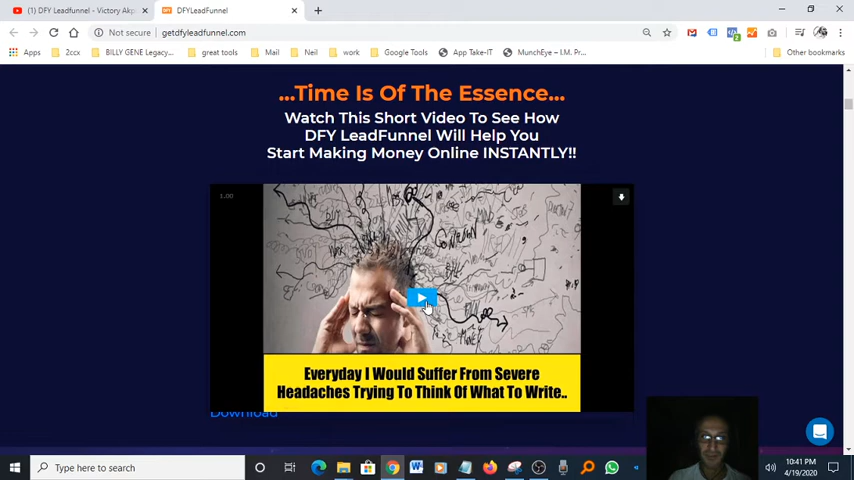 (1) DFY Leadfunnel - Victory Akp
DFYLeadFunnel
Not secure
getdfyleadfunnel.com
Apps
2ccx
BILLY GENE Legacy...
great tools
Mail
Neil
work
Google Tools
App Take-IT
MunchEye – I.M. Pr...
Other bookmarks
...Time Is Of The Essence...
Watch This Short Video To See How
DFY LeadFunnel Will Help You
Start Making Money Online INSTANTLY!!
1.00
Everyday I Would Suffer From Severe
Headaches Trying To Think Of What To Write..
Download
Type here to search
10:41 PM
4/19/2020